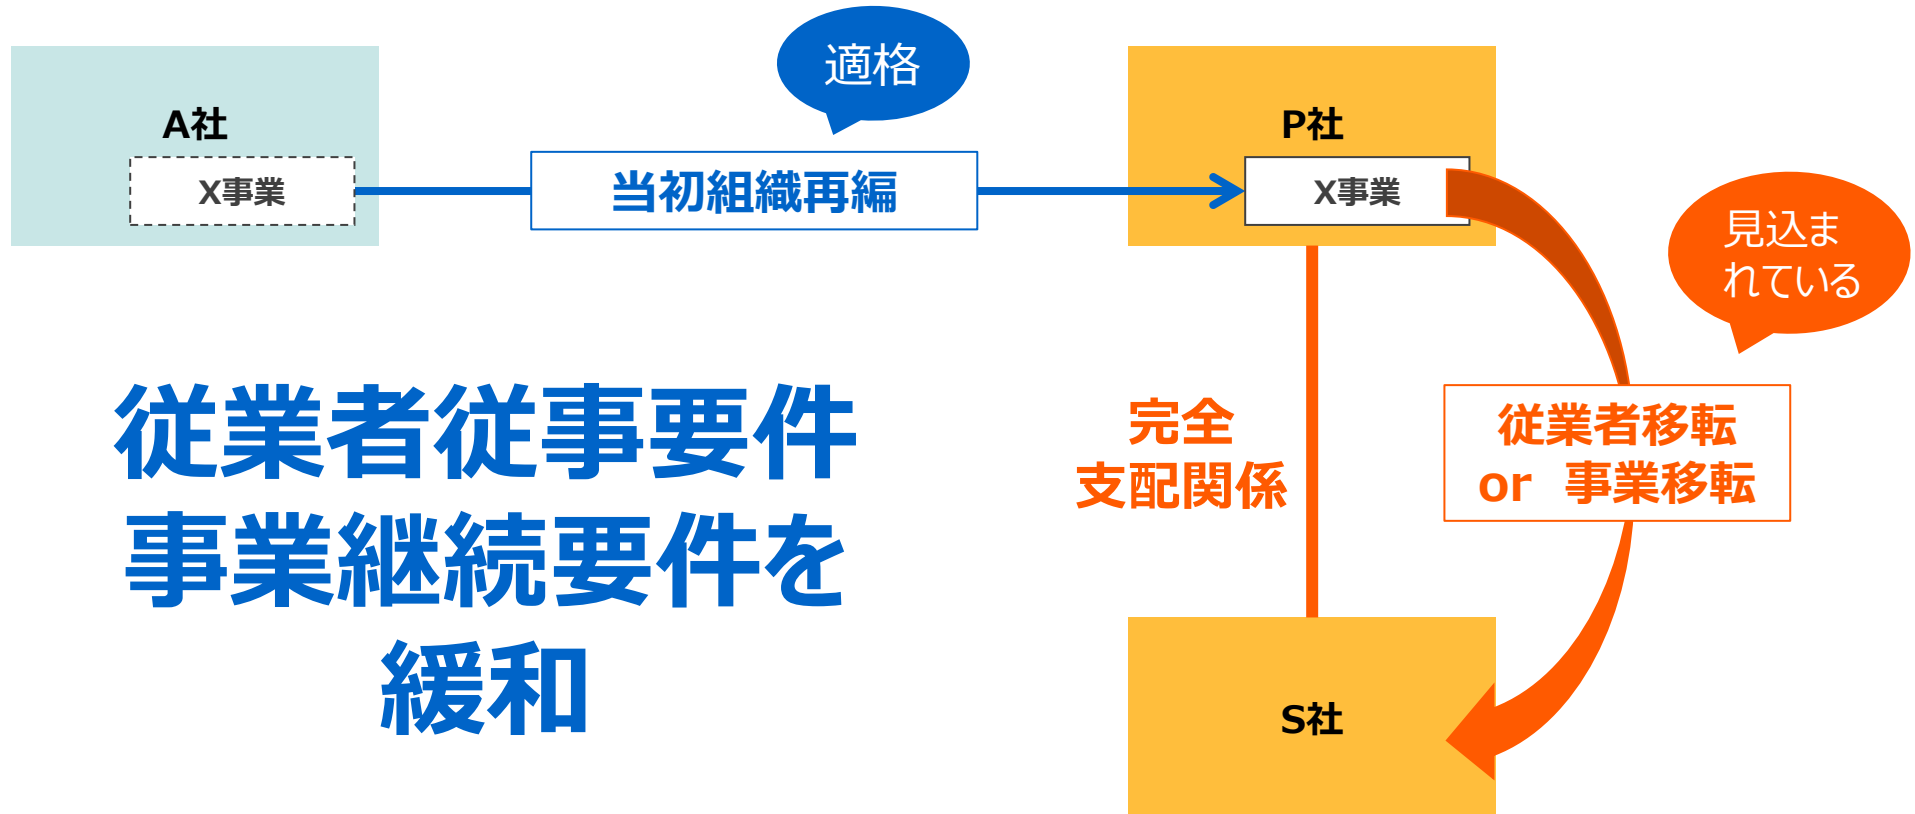 適格
A社
X事業
当初組織再編
P社
X事業
見込ま
れている
従業者従事要件
事業継続要件を
緩和
完全
支配関係
従業者移転
or 事業移転
S社